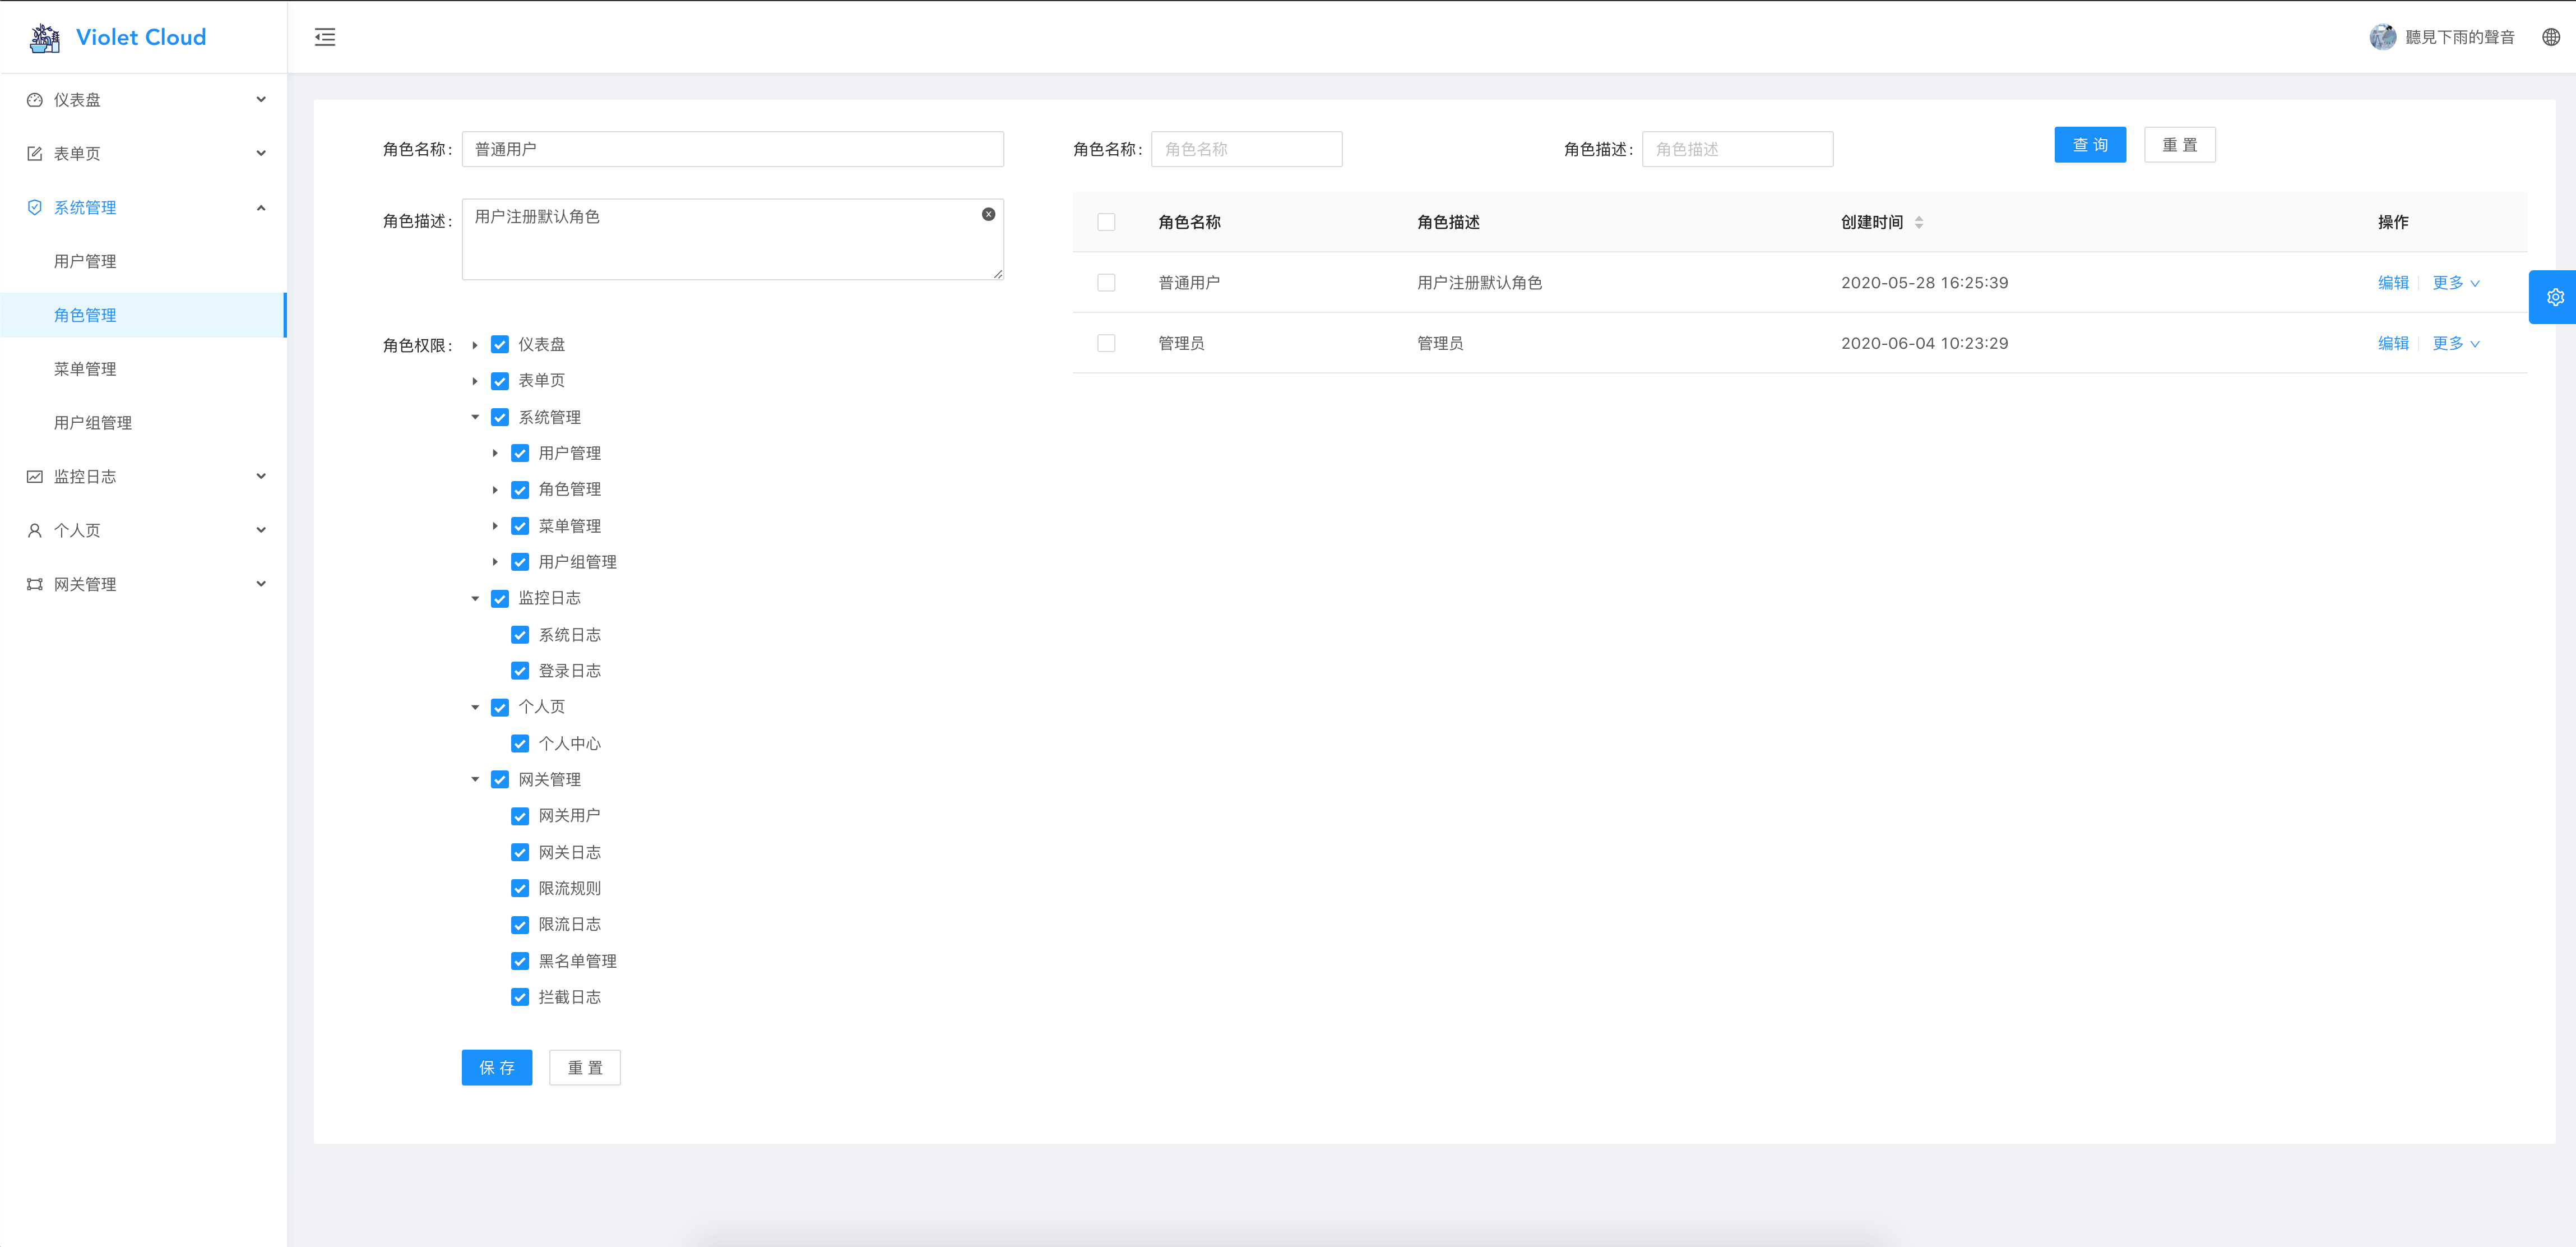 Violet Cloud
聽見下雨的聲音
仪表盘
表单页
系统管理
用户管理
角色管理
菜单管理
用户组管理
监控日志
个人页
网关管理
角色名称: 普通用户
角色描述: 用户注册默认角色
角色权限: 仪表盘
表单页
系统管理
用户管理
角色管理
菜单管理
用户组管理
监控日志
系统日志
登录日志
个人页
个人中心
网关管理
网关用户
网关日志
限流规则
限流日志
黑名单管理
拦截日志
保 存 重 置
角色名称: 角色名称 角色描述: 角色描述 查 询 重 置
角色名称 角色描述 创建时间 操作
普通用户 用户注册默认角色 2020-05-28 16:25:39 编辑 更多
管理员 管理员 2020-06-04 10:23:29 编辑 更多